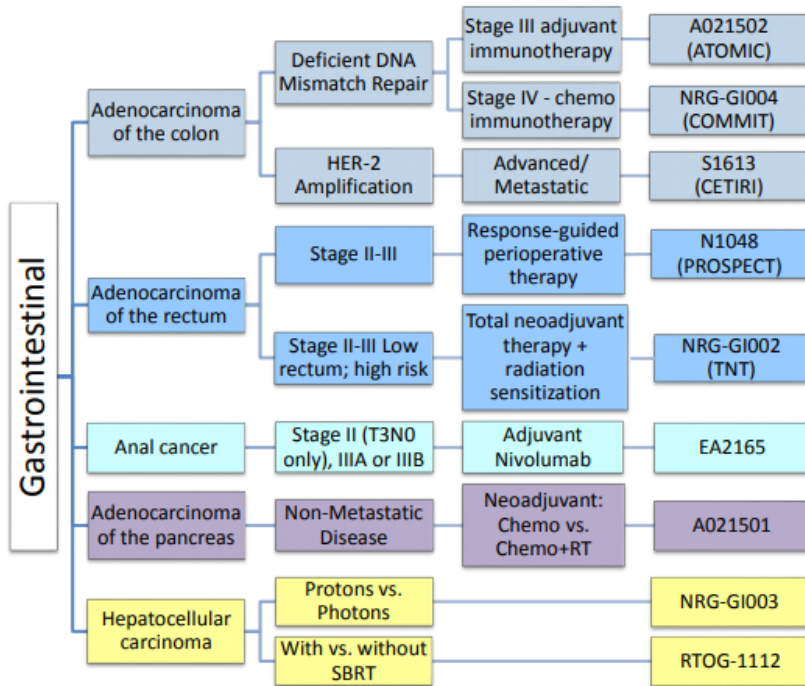 Gastrointestinal
Adenocarcinoma
of the colon
Deficient DNA
Mismatch Repair
Stage III adjuvant
immunotherapy
A021502
(ATOMIC)
Stage IV - chemo
immunotherapy
NRG-GI004
(COMMIT)
HER-2
Amplification
Advanced/
Metastatic
S1613
(CETIRI)
Adenocarcinoma
of the rectum
Stage II-III
Response-guided
perioperative
therapy
N1048
(PROSPECT)
Stage II-III Low
rectum; high risk
Total neoadjuvant
therapy +
radiation
sensitization
NRG-GI002
(TNT)
Anal cancer
Stage II (T3N0
only), IIIA or IIIB
Adjuvant
Nivolumab
EA2165
Adenocarcinoma
of the pancreas
Non-Metastatic
Disease
Neoadjuvant:
Chemo vs.
Chemo+RT
A021501
Hepatocellular
carcinoma
Protons vs.
Photons
NRG-GI003
With vs. without
SBRT
RTOG-1112